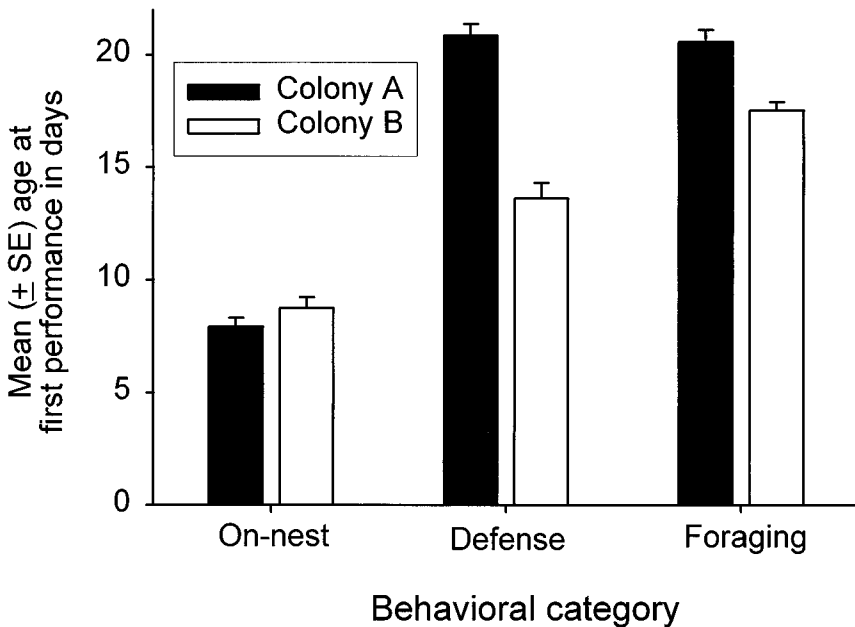 Mean (± SE) age at
first performance in days
20
15
10
5
0
Colony A
Colony B
On-nest
Defense
Foraging
Behavioral category